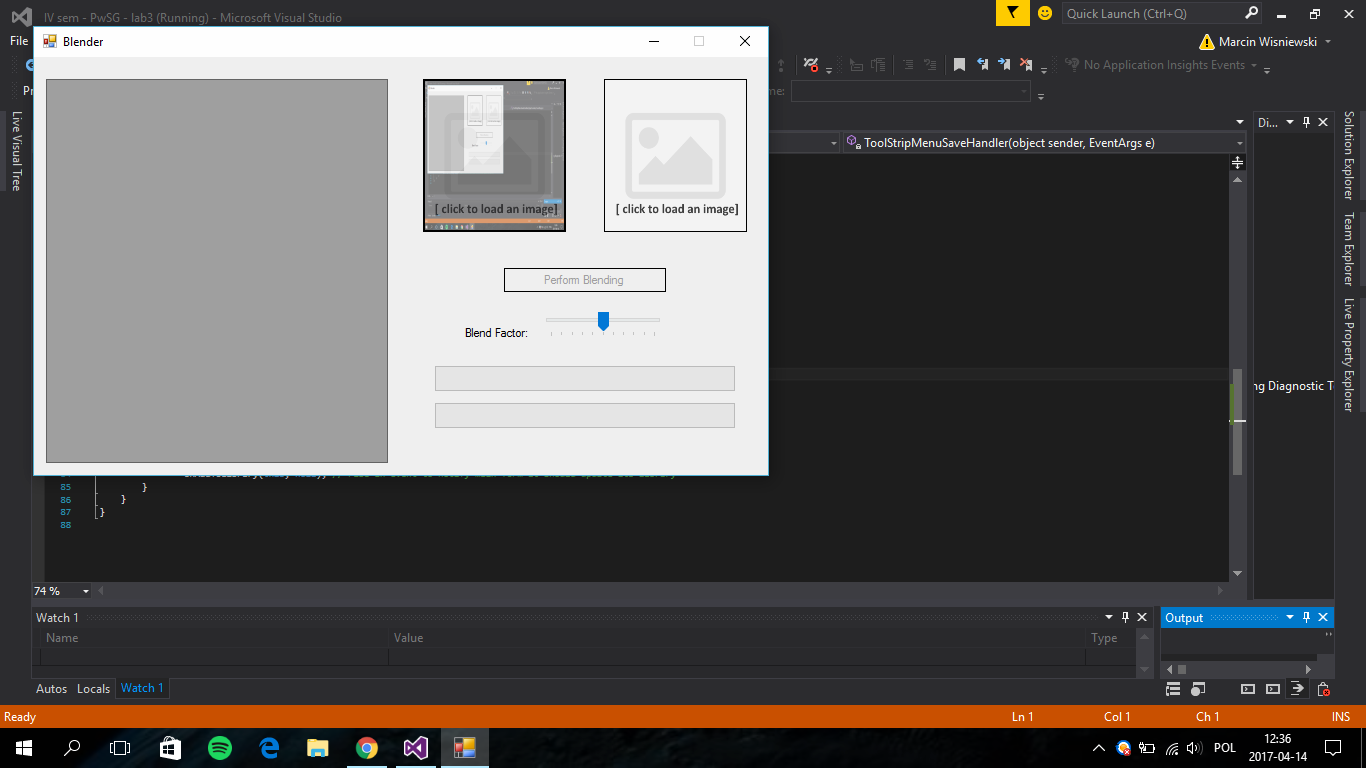 IV sem - PwSG - lab3 (Running) - Microsoft Visual Studio
Quick Launch (Ctrl+Q)
File
Marcin Wisniewski
Blender
No Application Insights Events
Live Visual Tree
Di...
ToolStripMenuSaveHandler(object sender, EventArgs e)
[ click to load an image]
[ click to load an image]
Perform Blending
Blend Factor:
Solution Explorer
Team Explorer
Live Property Explorer
ng Diagnostic T
85 }
86 }
87 }
88
74 %
Watch 1
Output
Name Value Type
Autos Locals Watch 1
Ready Ln 1 Col 1 Ch 1 INS
POL
12:36
2017-04-14